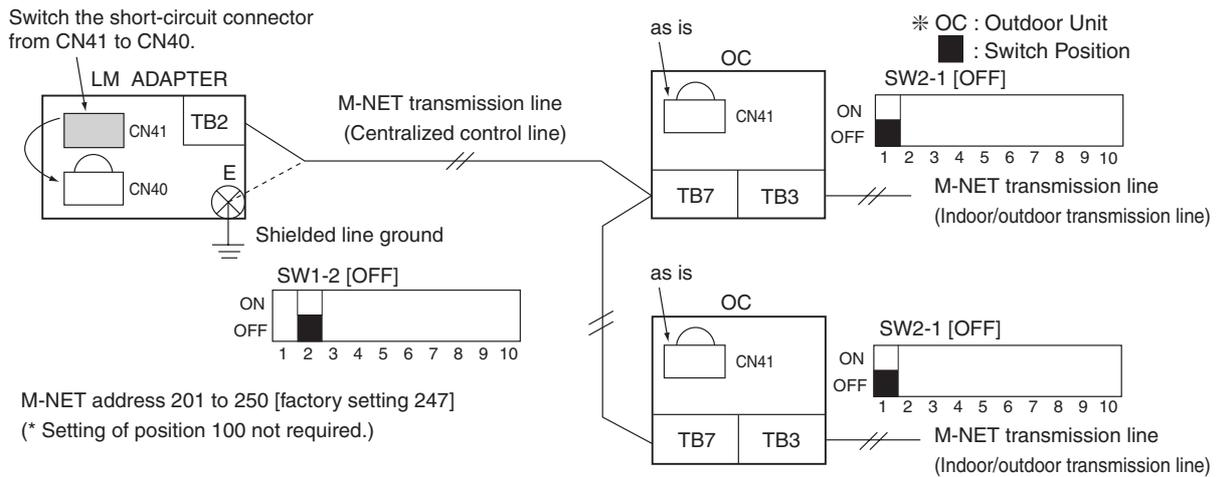 Switch the short-circuit connector
from CN41 to CN40.
LM ADAPTER
CN41
TB2
CN40
E
Shielded line ground
M-NET transmission line
(Centralized control line)
SW1-2 [OFF]
ON
OFF
1 2 3 4 5 6 7 8 9 10
M-NET address 201 to 250 [factory setting 247]
(* Setting of position 100 not required.)
as is
OC
CN41
TB7
TB3
※ OC : Outdoor Unit
: Switch Position
SW2-1 [OFF]
ON
OFF
1 2 3 4 5 6 7 8 9 10
M-NET transmission line
(Indoor/outdoor transmission line)
as is
OC
CN41
TB7
TB3
SW2-1 [OFF]
ON
OFF
1 2 3 4 5 6 7 8 9 10
M-NET transmission line
(Indoor/outdoor transmission line)